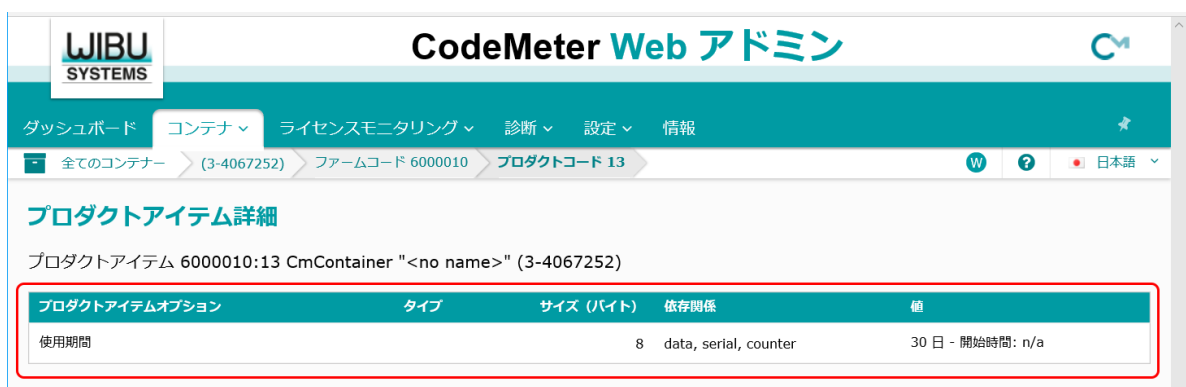 WIBU
SYSTEMS
CodeMeter Web アドミン
CM
ダッシュボード コンテナ ライセンスモニタリング 診断 設定 情報
全てのコンテナー (3-4067252) ファームコード 6000010 プロダクトコード 13 W ? 日本語
プロダクトアイテム詳細
プロダクトアイテム 6000010:13 CmContainer "<no name>" (3-4067252)
プロダクトアイテムオプション タイプ サイズ（バイト） 依存関係 値
使用期間 8 data, serial, counter 30 日 - 開始時間: n/a